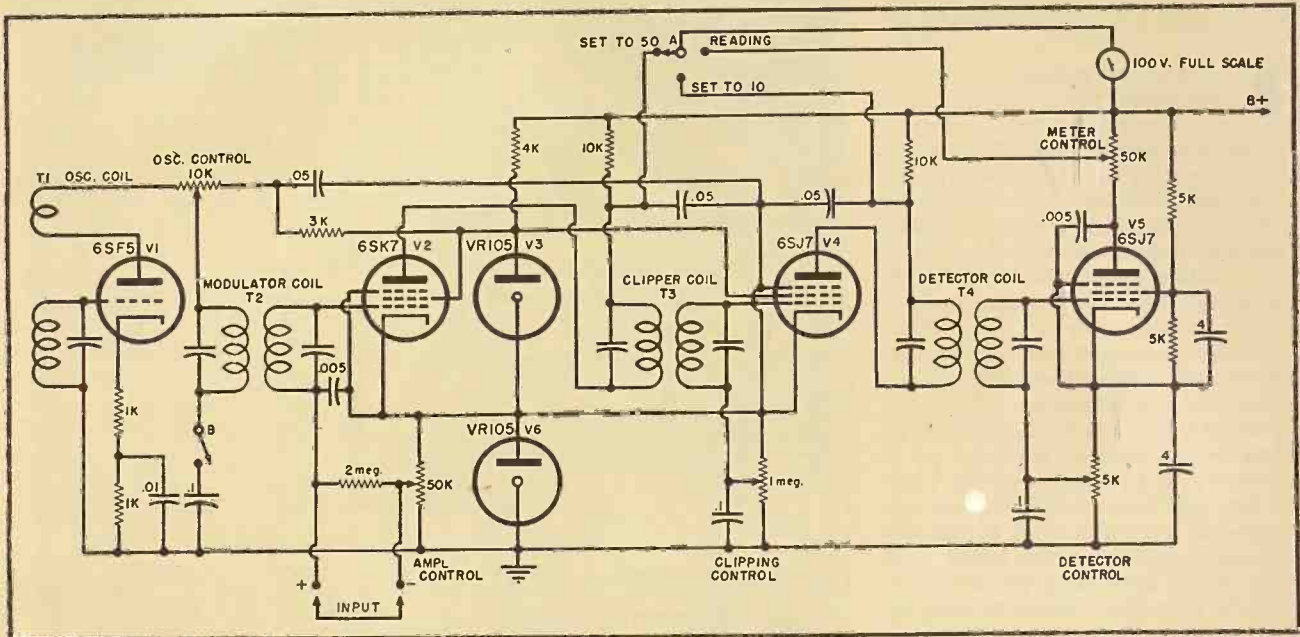 SET TO 50 A READING
SET TO 10
100 V. FULL SCALE
B+
METER
CONTROL
50K
4K
10K
10K
5K
OSC. CONTROL
10K
T.1 OSC. COIL
.05
.05
.05
3K
.005
6SF5 V1
6SK7 V2
VR105 V3
6SJ7 V4
V5
6SJ7
MODULATOR COIL
T2
CLIPPER COIL
T3
DETECTOR COIL
T4
5K
4
.005
1K
B
VR105 V6
2 meg.
50K
1 meg.
4
5K
1K
.01
.1
.1
.1
AMPL
CONTROL
CLIPPING
CONTROL
DETECTOR
CONTROL
+ -
INPUT